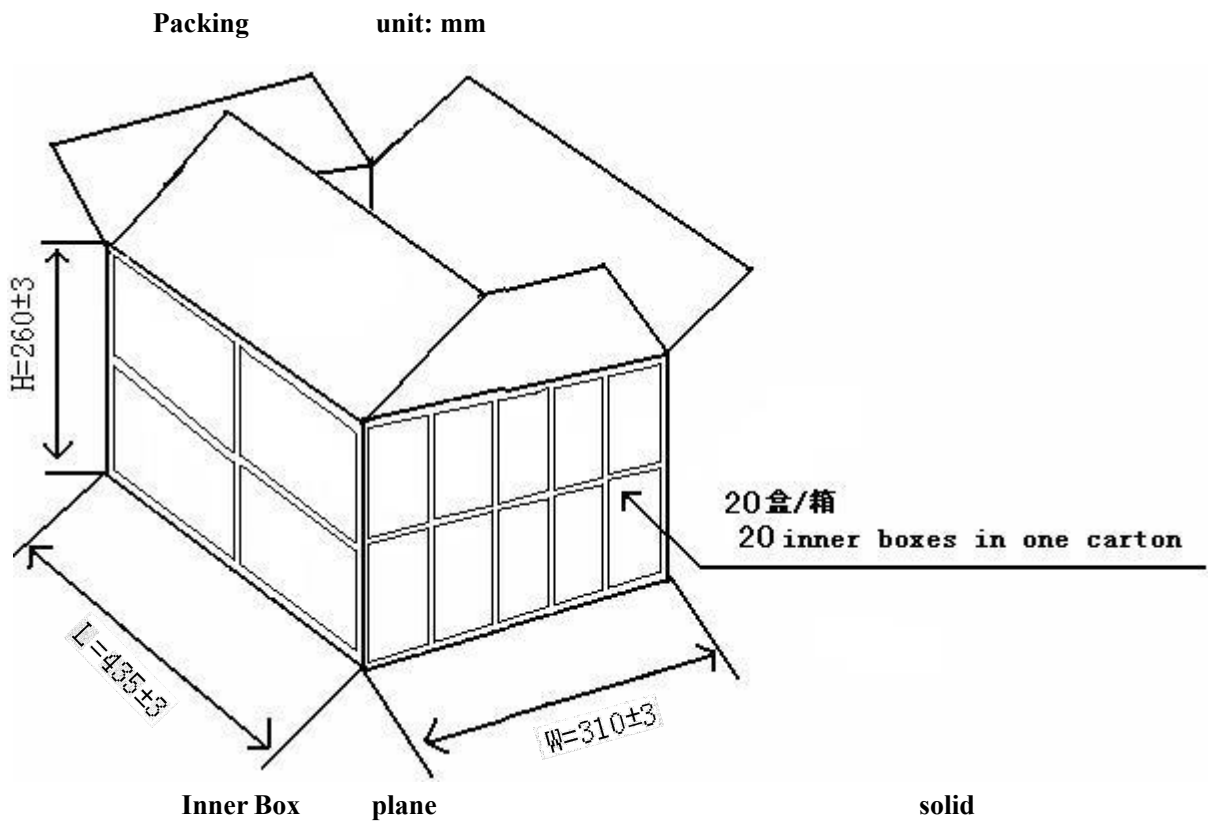 Packing unit: mm
H=260±3
20盒/箱
20 inner boxes in one carton
L=435±3
W=310±3
Inner Box plane solid